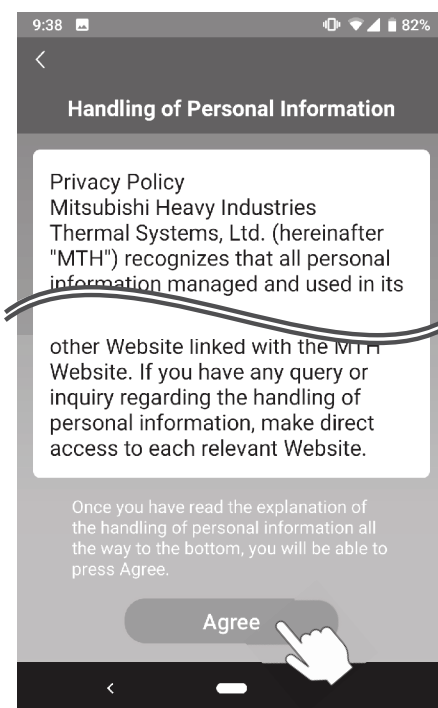 9:38
82%
Handling of Personal Information
Privacy Policy
Mitsubishi Heavy Industries
Thermal Systems, Ltd. (hereinafter
"MTH") recognizes that all personal
information managed and used in its
other Website linked with the MTH
Website. If you have any query or
inquiry regarding the handling of
personal information, make direct
access to each relevant Website.
Once you have read the explanation of
the handling of personal information all
the way to the bottom, you will be able to
press Agree.
Agree